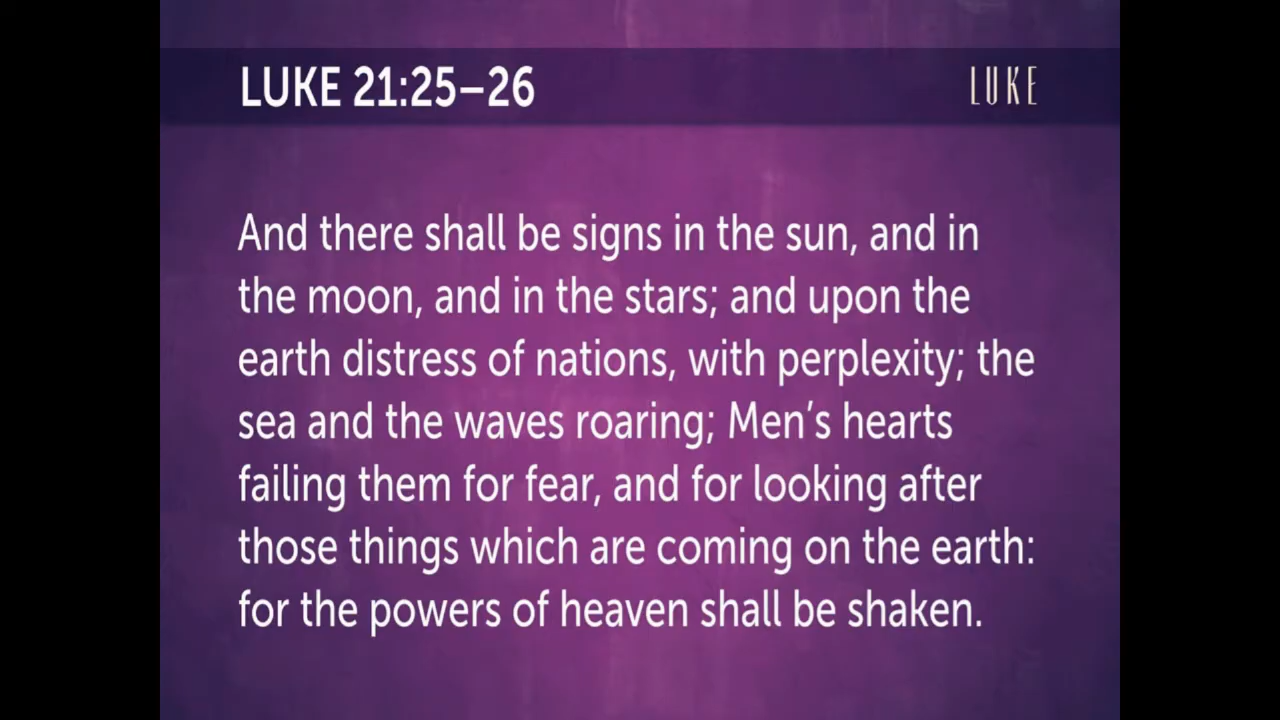 LUKE 21:25–26
LUKE
And there shall be signs in the sun, and in
the moon, and in the stars; and upon the
earth distress of nations, with perplexity; the
sea and the waves roaring; Men’s hearts
failing them for fear, and for looking after
those things which are coming on the earth:
for the powers of heaven shall be shaken.